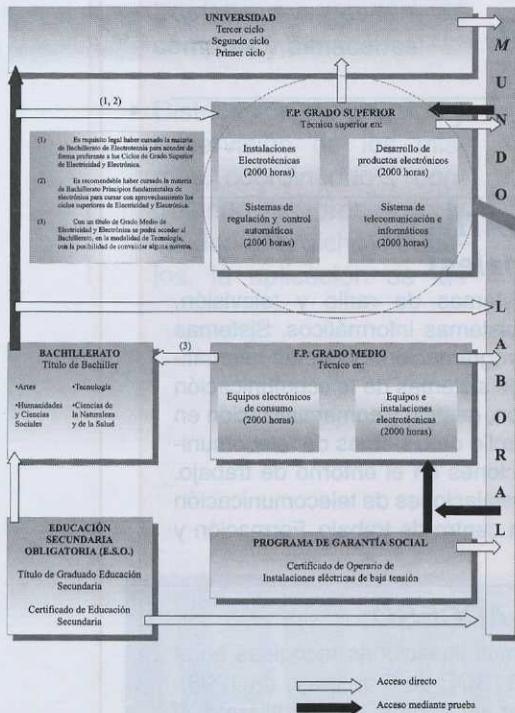 UNIVERSIDAD
Tercer ciclo
Segundo ciclo
Primer ciclo
(1, 2)
(1) Es requisito legal haber cursado la materia
de Bachillerato de Electrotecnia para acceder de
forma preferente a los Ciclos de Grado Superior
de Electricidad y Electrónica.
(2) Es recomendable haber cursado la materia
de Bachillerato Principios fundamentales de
electrónica para cursar con aprovechamiento los
ciclos superiores de Electricidad y Electrónica.
(3) Con un título de Grado Medio de
Electricidad y Electrónica se podrá acceder al
Bachillerato, en la modalidad de Tecnología,
con la posibilidad de convalidar alguna materia.
F.P. GRADO SUPERIOR
Técnico superior en:
Instalaciones
Electrotécnicas
(2000 horas)
Desarrollo de
productos electrónicos
(2000 horas)
Sistemas de
regulación y control
automáticos
(2000 horas)
Sistema de
telecomunicación e
informáticos
(2000 horas)
BACHILLERATO
Título de Bachiller
•Artes
•Tecnología
•Humanidades
y Ciencias
Sociales
•Ciencias de
la Naturaleza
y de la Salud
(3)
F.P. GRADO MEDIO
Técnico en:
Equipos electrónicos
de consumo
(2000 horas)
Equipos e
instalaciones
electrotécnicas
(2000 horas)
EDUCACIÓN
SECUNDARIA
OBLIGATORIA (E.S.O.)
Título de Graduado Educación
Secundaria
Certificado de Educación
Secundaria
PROGRAMA DE GARANTÍA SOCIAL
Certificado de Operario de
Instalaciones eléctricas de baja tensión
MUNDO LABORAL
Acceso directo
Acceso mediante prueba